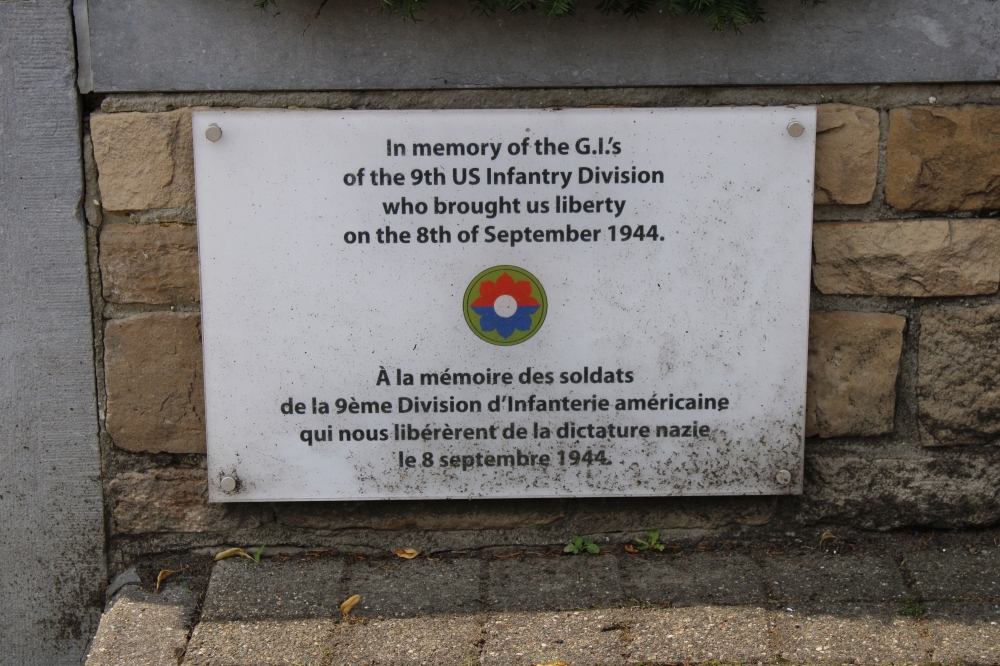 In memory of the G.I.'s
of the 9th US Infantry Division
who brought us liberty
on the 8th of September 1944.
À la mémoire des soldats
de la 9ème Division d'Infanterie américaine
qui nous libérèrent de la dictature nazie
le 8 septembre 1944.